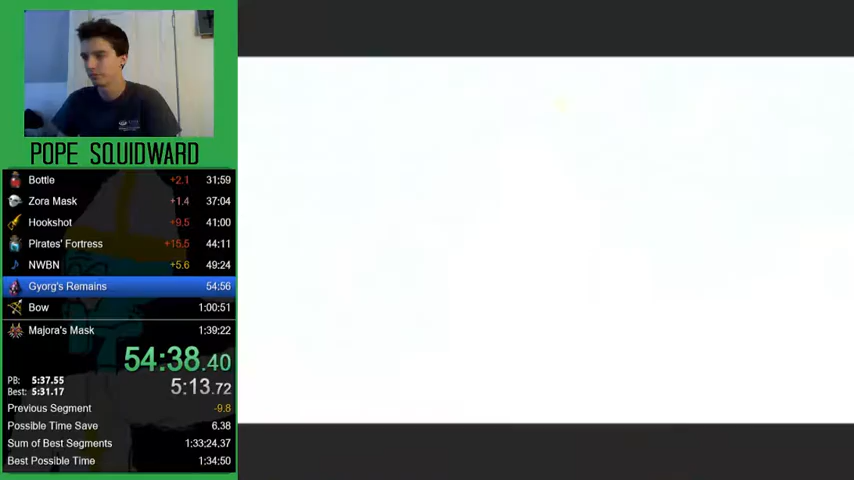 POPE SQUIDWARD
Bottle +2.1 31:59
Zora Mask +1.4 37:04
Hookshot +9.5 41:00
Pirates' Fortress +15.5 44:11
NWBN +5.6 49:24
Gyorg's Remains 54:56
Bow 1:00:51
Majora's Mask 1:39:22
54:38.40
PB: 5:37.55
Best: 5:31.17
5:13.72
Previous Segment -9.8
Possible Time Save 6.38
Sum of Best Segments 1:33:24.37
Best Possible Time 1:34:50